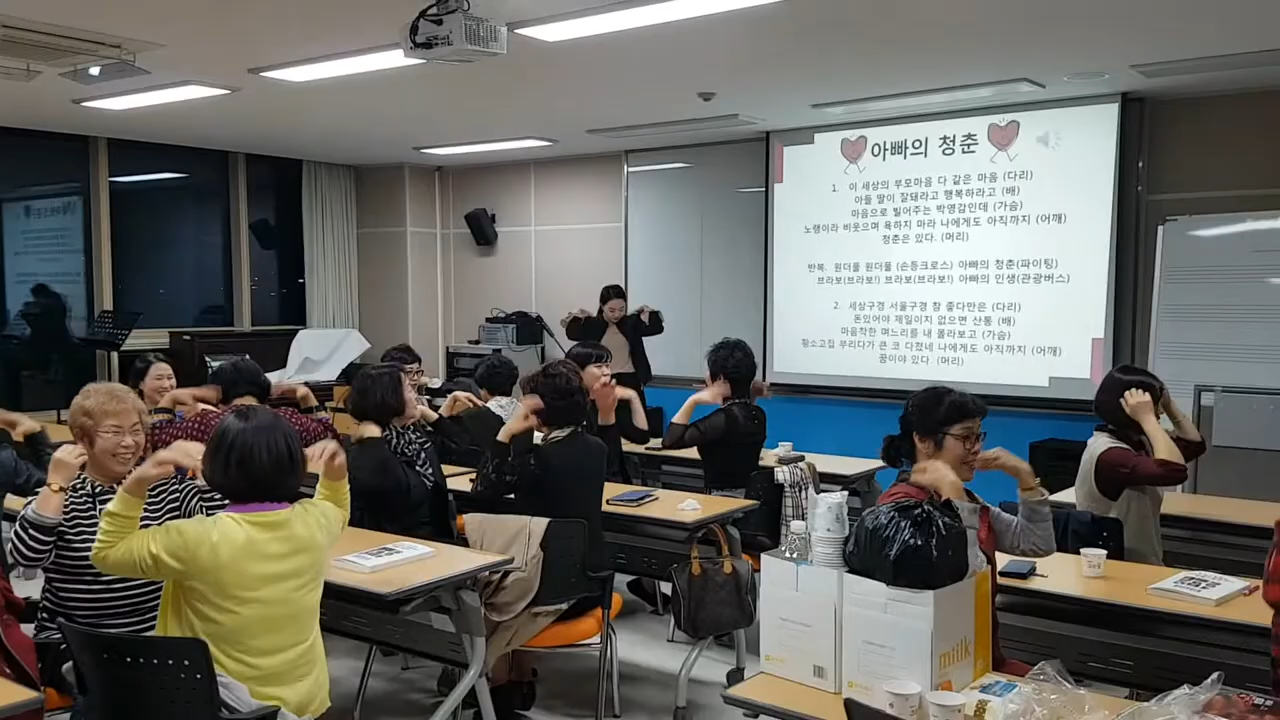 아빠의 청춘
1. 이 세상의 부모마음 다 같은 마음 (다리)
아들 딸이 잘돼라고 행복하라고 (배)
마음으로 빌어주는 박영감인데 (가슴)
노랭이라 비웃으며 욕하지 마라 나에게도 아직까지 (어깨)
청춘은 있다. (머리)
반복. 원더풀 원더풀 (손등크로스) 아빠의 청춘(파이팅)
브라보(브라보!) 브라보(브라보!) 아빠의 인생(관광버스)
2. 세상구경 서울구경 참 좋다만은 (다리)
돈있어야 제일이지 없으면 산통 (배)
마음착한 며느리를 내 몰라보고 (가슴)
황소고집 부리다가 큰 코 다쳤네 나에게도 아직까지 (어깨)
꿈이야 있다. (머리)
miilk